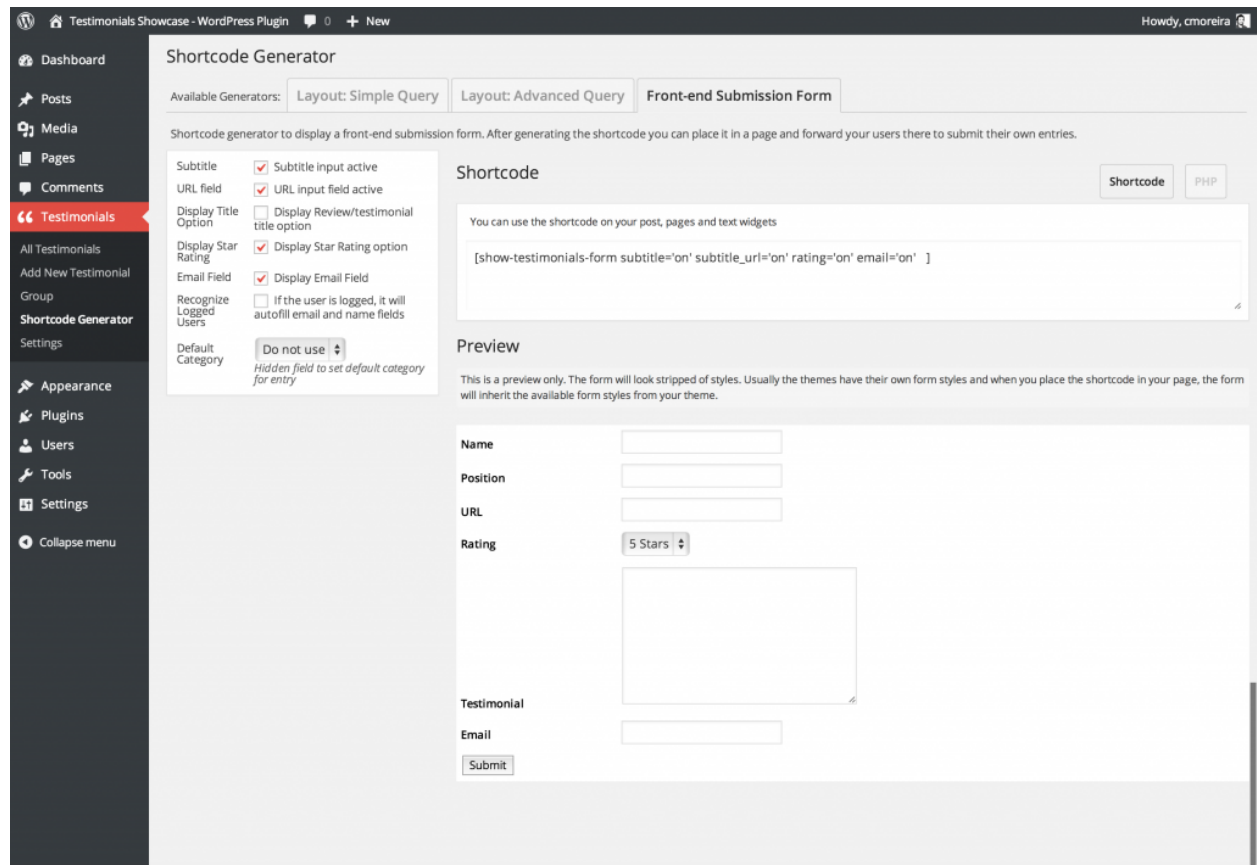 Testimonials Showcase - WordPress Plugin 0 + New Howdy, cmoreira
Dashboard
Posts
Media
Pages
Comments
Testimonials
All Testimonials
Add New Testimonial
Group
Shortcode Generator
Settings
Appearance
Plugins
Users
Tools
Settings
Collapse menu
Shortcode Generator
Available Generators: Layout: Simple Query Layout: Advanced Query Front-end Submission Form
Shortcode generator to display a front-end submission form. After generating the shortcode you can place it in a page and forward your users there to submit their own entries.
Subtitle Subtitle input active
URL field URL input field active
Display Title Option Display Review/testimonial
title option
Display Star Rating Display Star Rating option
Email Field Display Email Field
Recognize Logged Users If the user is logged, it will
autofill email and name fields
Default Category Do not use
Hidden field to set default category
for entry
Shortcode Shortcode PHP
You can use the shortcode on your post, pages and text widgets
[show-testimonials-form subtitle='on' subtitle_url='on' rating='on' email='on' ]
Preview
This is a preview only. The form will look stripped of styles. Usually the themes have their own form styles and when you place the shortcode in your page, the form
will inherit the available form styles from your theme.
Name
Position
URL
Rating 5 Stars
Testimonial
Email
Submit